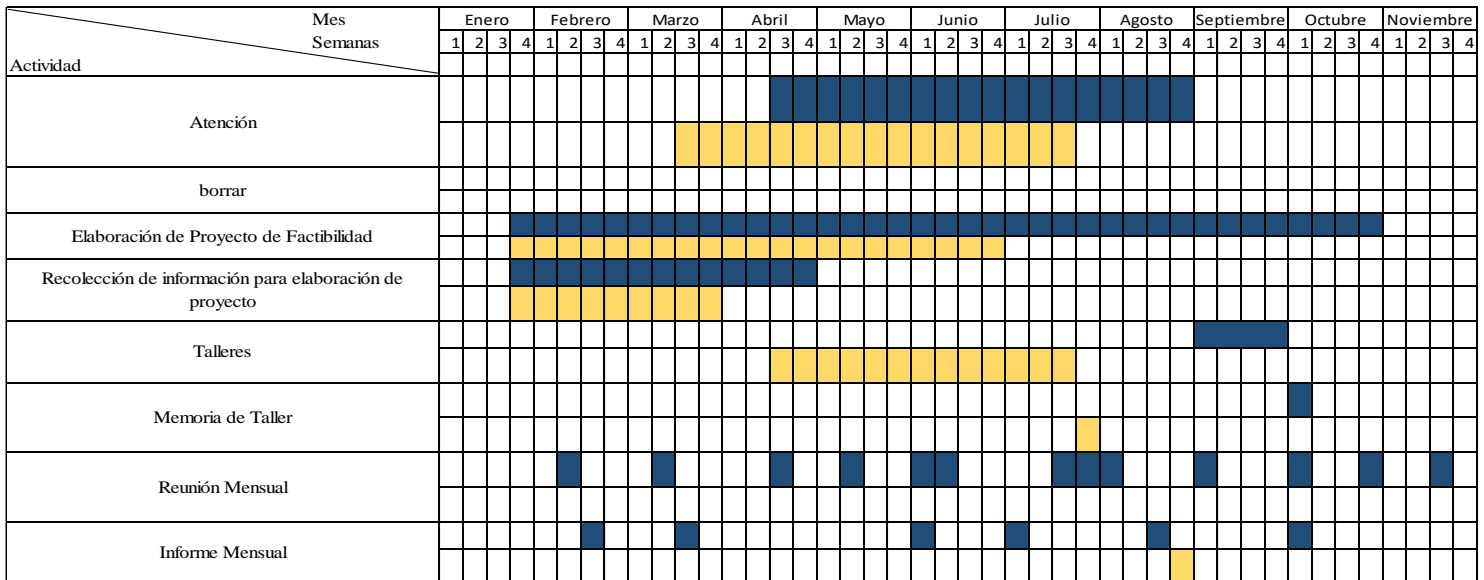 Mes
Enero Febrero Marzo Abril Mayo Junio Julio Agosto Septiembre Octubre Noviembre
Semanas
1 2 3 4 1 2 3 4 1 2 3 4 1 2 3 4 1 2 3 4 1 2 3 4 1 2 3 4 1 2 3 4 1 2 3 4 1 2 3 4 1 2 3 4
Actividad
Atención
borrar
Elaboración de Proyecto de Factibilidad
Recolección de información para elaboración de
proyecto
Talleres
Memoria de Taller
Reunión Mensual
Informe Mensual